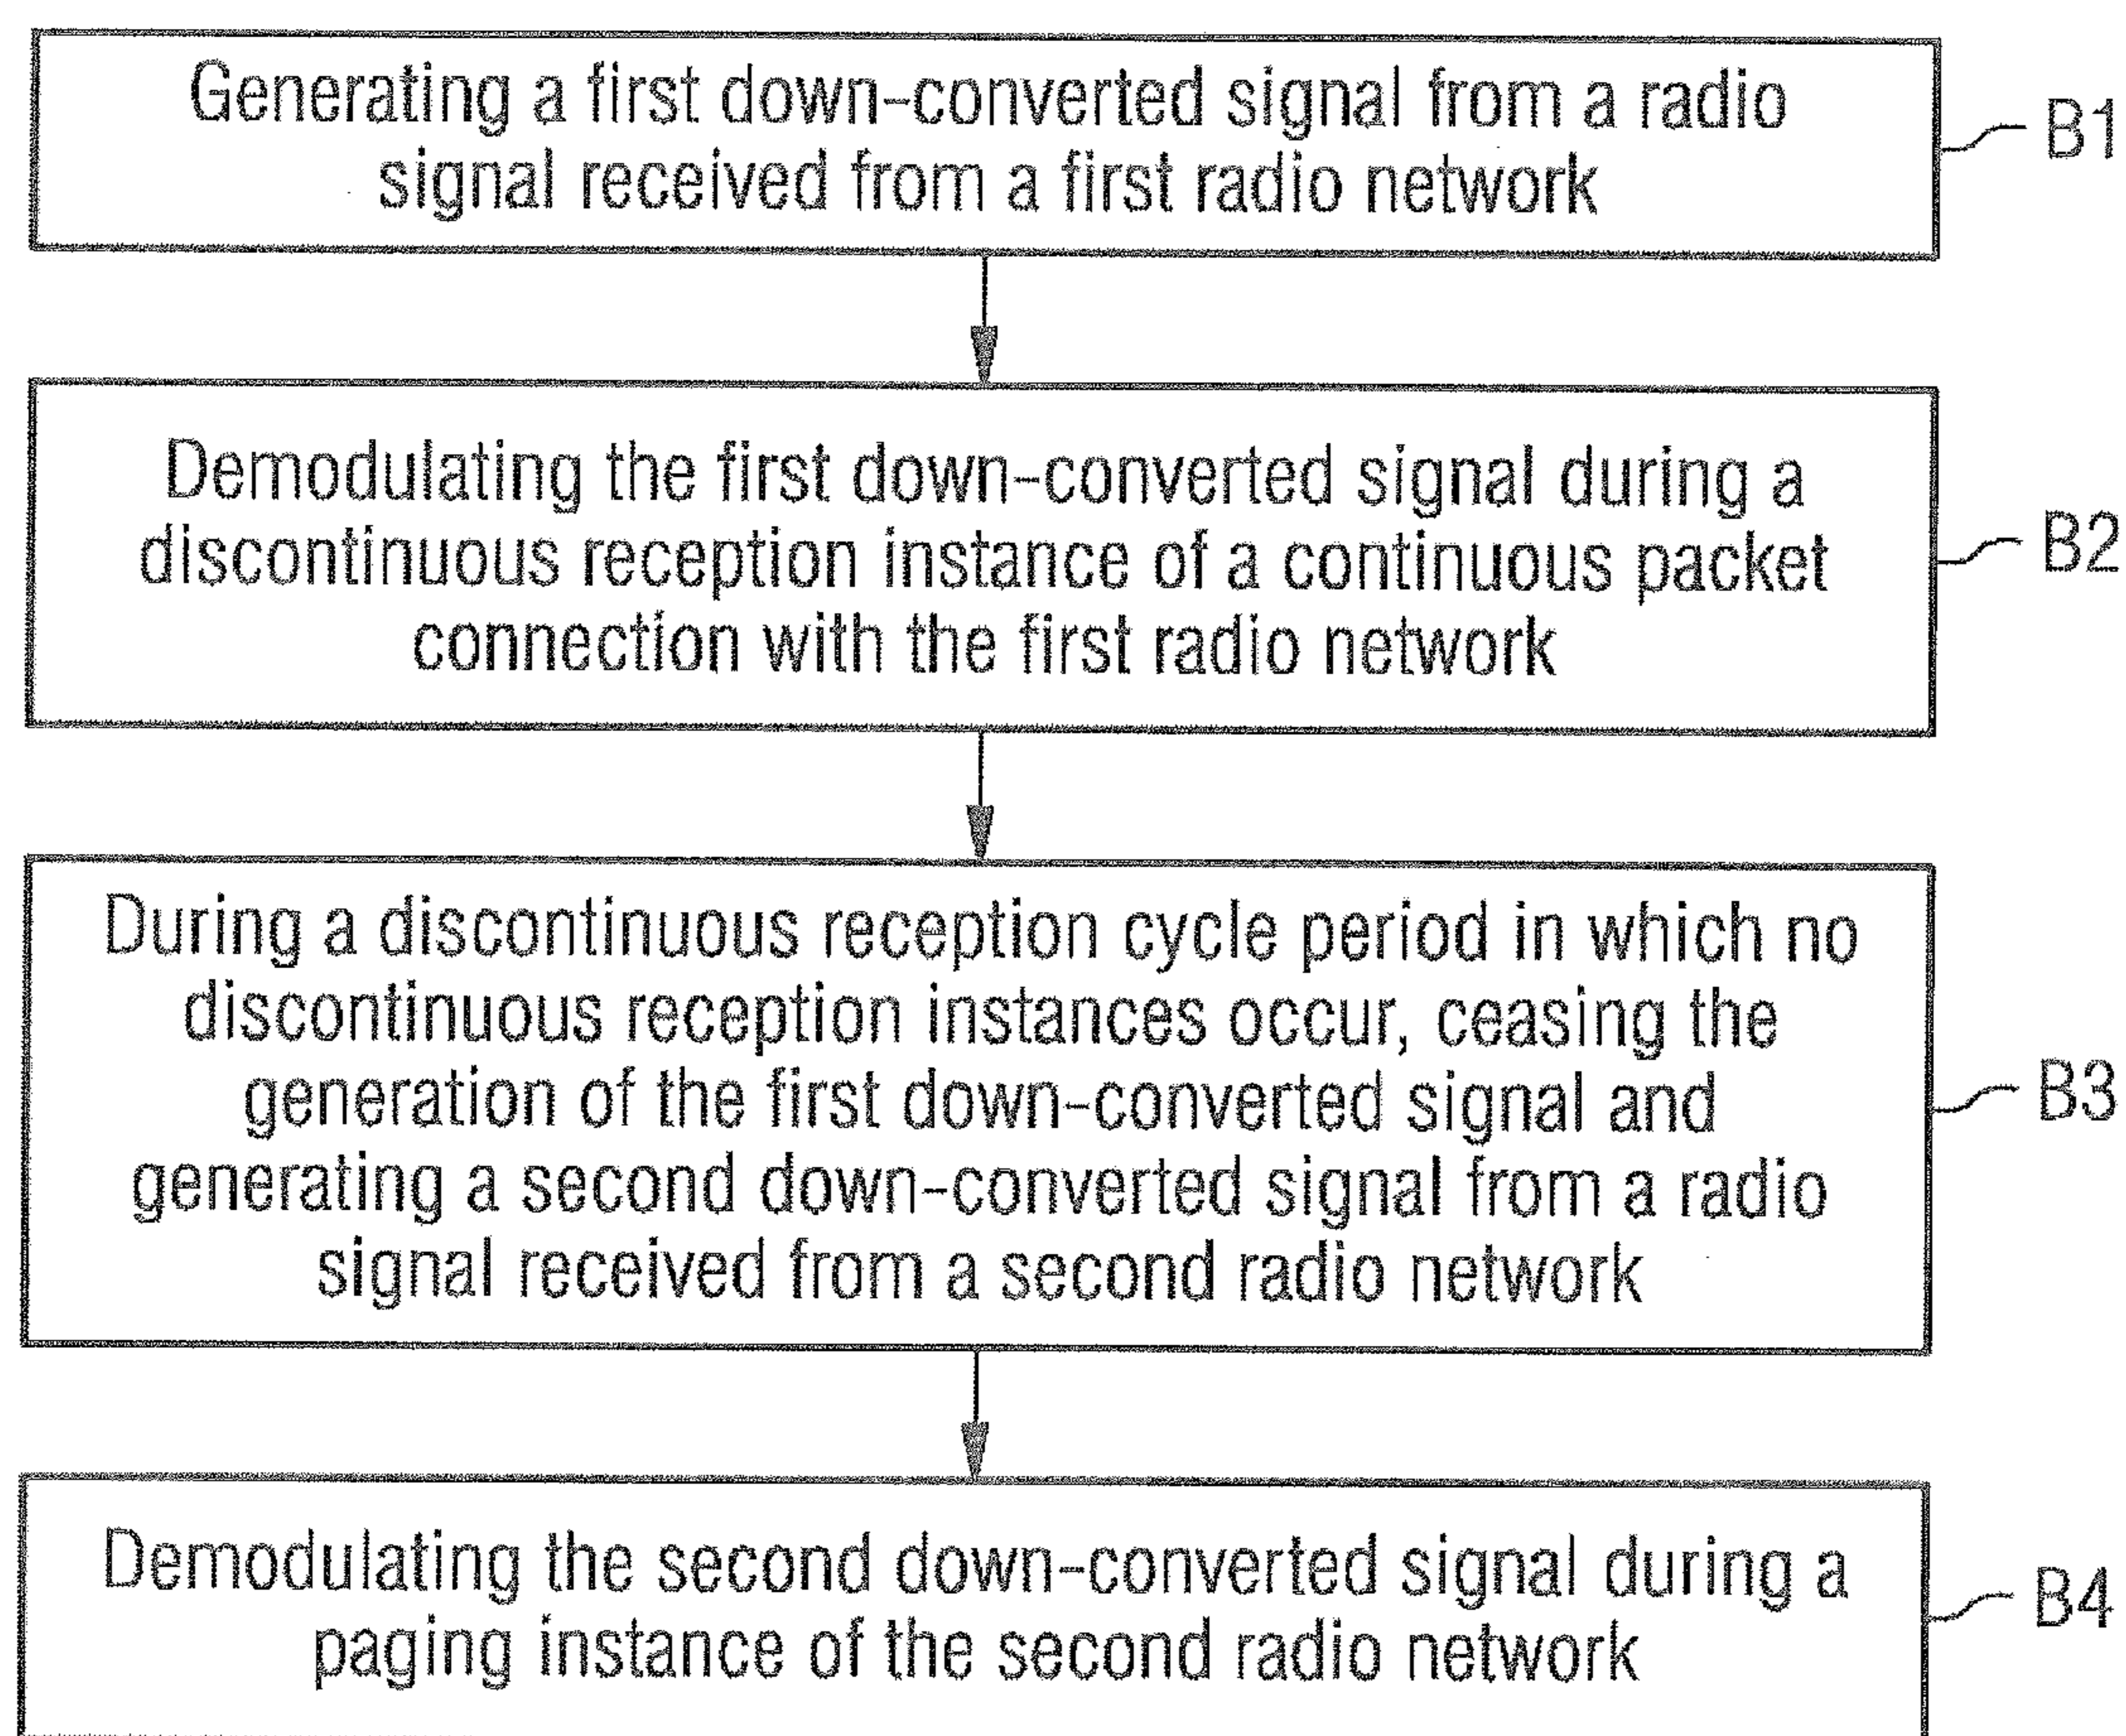 Generating a first down-converted signal from a radio
signal received from a first radio network
B1
Demodulating the first down-converted signal during a
discontinuous reception instance of a continuous packet
connection with the first radio network
B2
During a discontinuous reception cycle period in which no
discontinuous reception instances occur, ceasing the
generation of the first down-converted signal and
generating a second down-converted signal from a radio
signal received from a second radio network
B3
Demodulating the second down-converted signal during a
paging instance of the second radio network
B4